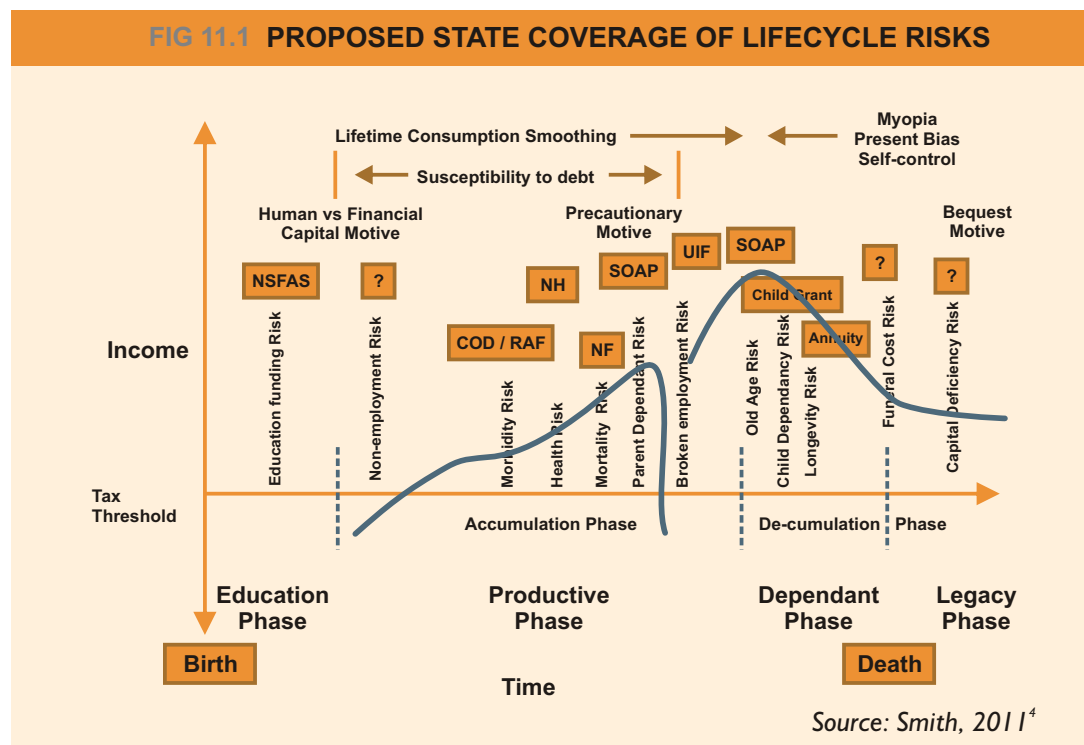 FIG 11.1 PROPOSED STATE COVERAGE OF LIFECYCLE RISKS
Lifetime Consumption Smoothing
Myopia
Present Bias
Self-control
Susceptibility to debt
Human vs Financial
Capital Motive
Precautionary
Motive
Bequest
Motive
NSFAS
?
NH
SOAP
UIF
SOAP
?
?
Child Grant
COD / RAF
NF
Annuity
Income
Education funding Risk
Non-employment Risk
Morbidity Risk
Health Risk
Mortality Risk
Parent Dependant Risk
Broken employment Risk
Old Age Risk
Child Dependancy Risk
Longevity Risk
Funeral Cost Risk
Capital Deficiency Risk
Tax
Threshold
Accumulation Phase
De-cumulation Phase
Education
Phase
Productive
Phase
Dependant
Phase
Legacy
Phase
Birth
Death
Time
Source: Smith, 2011⁴